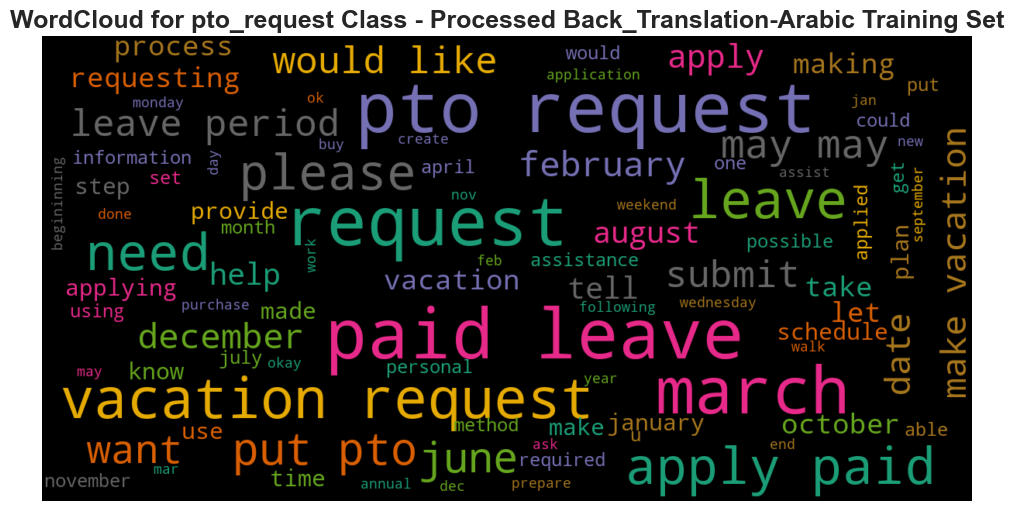 WordCloud for pto_request Class - Processed Back_Translation-Arabic Training Set
process
would like
would
apply
making
requesting
application
put
monday
ok
pto request
jan
leave period
buy
create
could
may may
new
information
day
please
april
february
one
assist
get
make vacation
step
set
nov
leave
begininning
done
provide
request
weekend
applied
september
plan
month
august
possible
need
work
feb
assistance
help
vacation
tell
submit
take
applying
purchase
following
wednesday
let
using
made
paid leave
schedule
date
december
walk
july
okay
personal
may
know
year
march
vacation request
method
make
january
october
able
want
use
put pto
june
ask
u
end
mar
time
required
apply paid
november
annual
dec
prepare